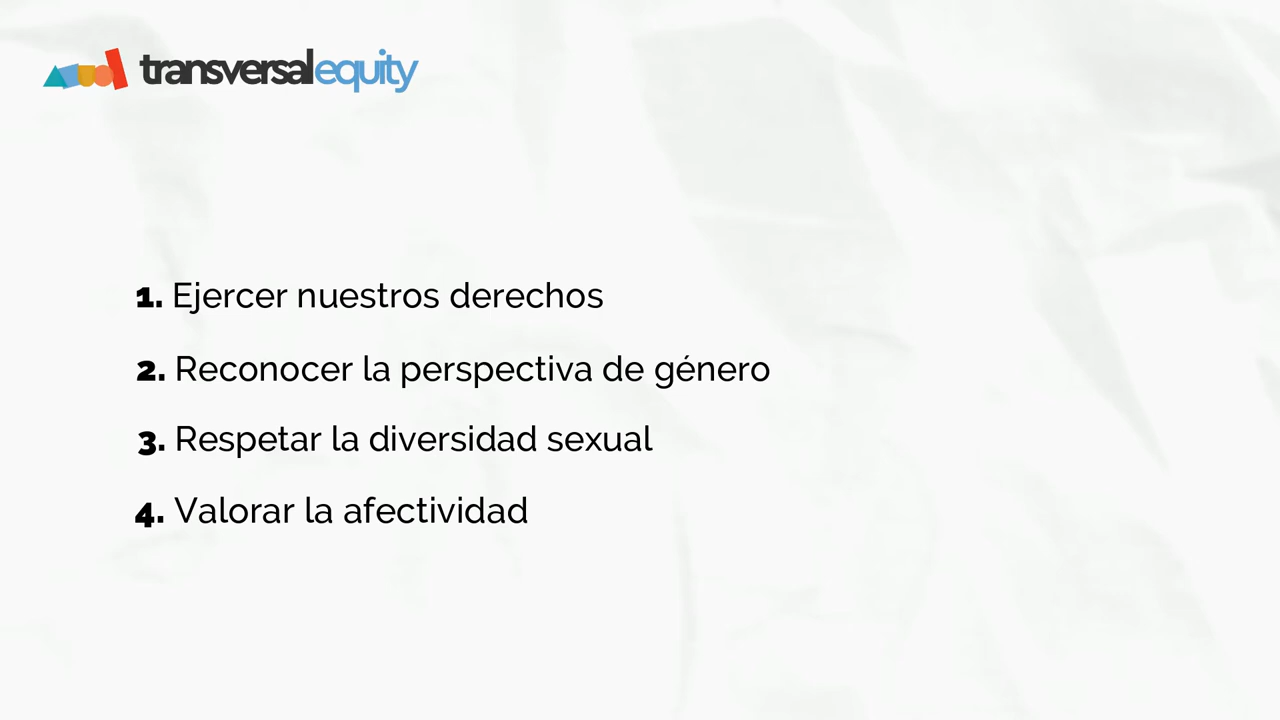 transversalequity
1. Ejercer nuestros derechos
2. Reconocer la perspectiva de género
3. Respetar la diversidad sexual
4. Valorar la afectividad